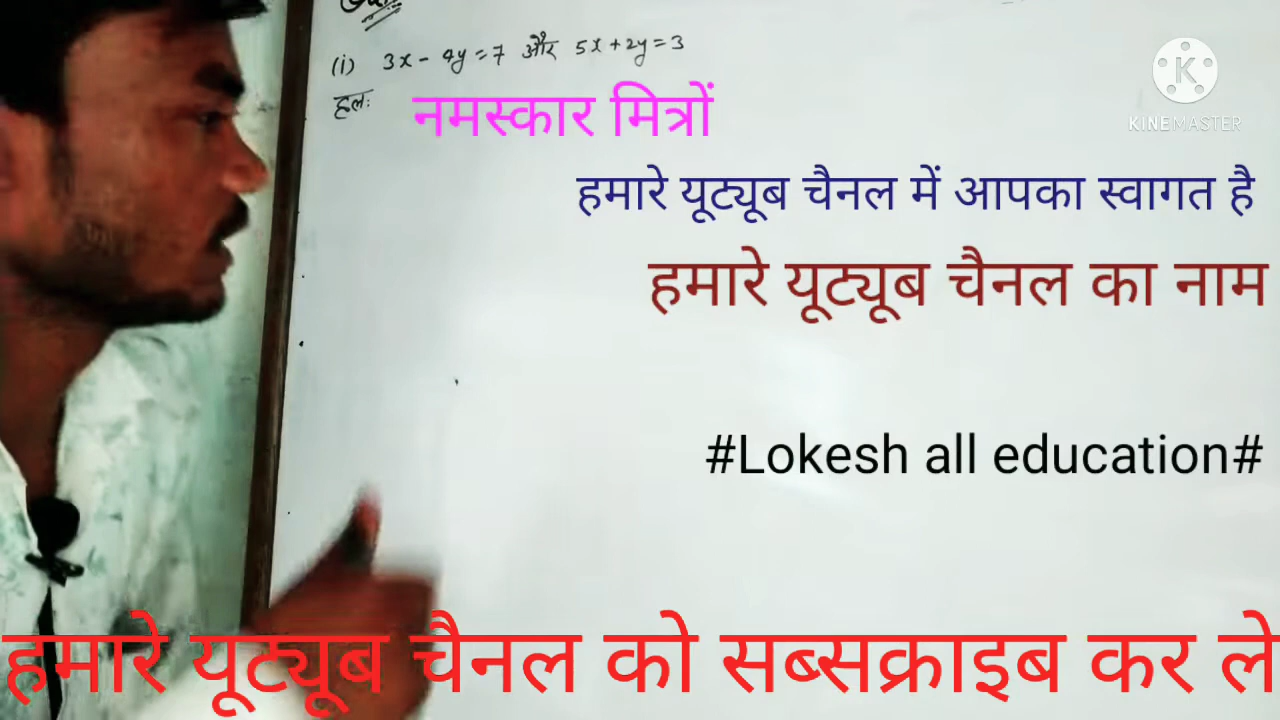 (i) 3x - 4y = 7 और 5x + 2y = 3
हल:
नमस्कार मित्रों
KINEMASTER
हमारे यूट्यूब चैनल में आपका स्वागत है
हमारे यूट्यूब चैनल का नाम
#Lokesh all education#
हमारे यूट्यूब चैनल को सब्सक्राइब कर ले